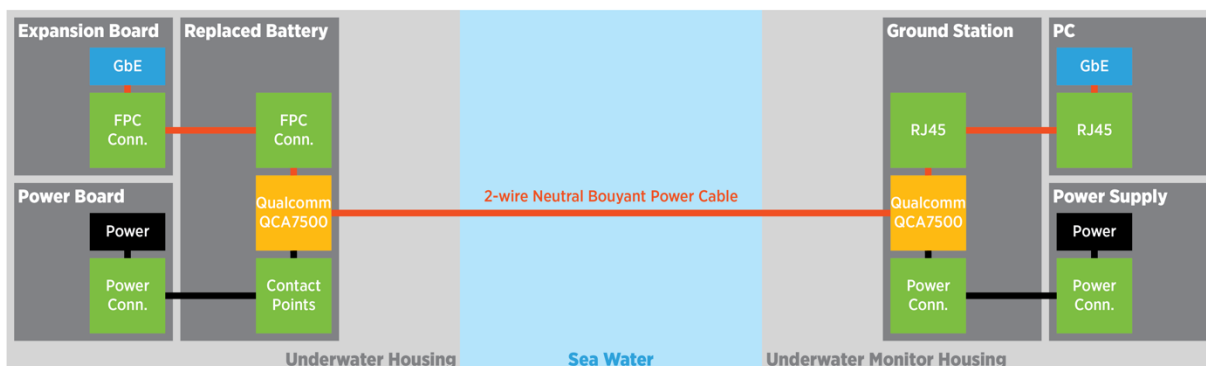 Expansion Board
GbE
FPC
Conn.
Power Board
Power
Power
Conn.
Replaced Battery
FPC
Conn.
Qualcomm
QCA7500
Contact
Points
Underwater Housing
2-wire Neutral Bouyant Power Cable
Sea Water
Ground Station
RJ45
Qualcomm
QCA7500
Power
Conn.
PC
GbE
RJ45
Power Supply
Power
Power
Conn.
Underwater Monitor Housing